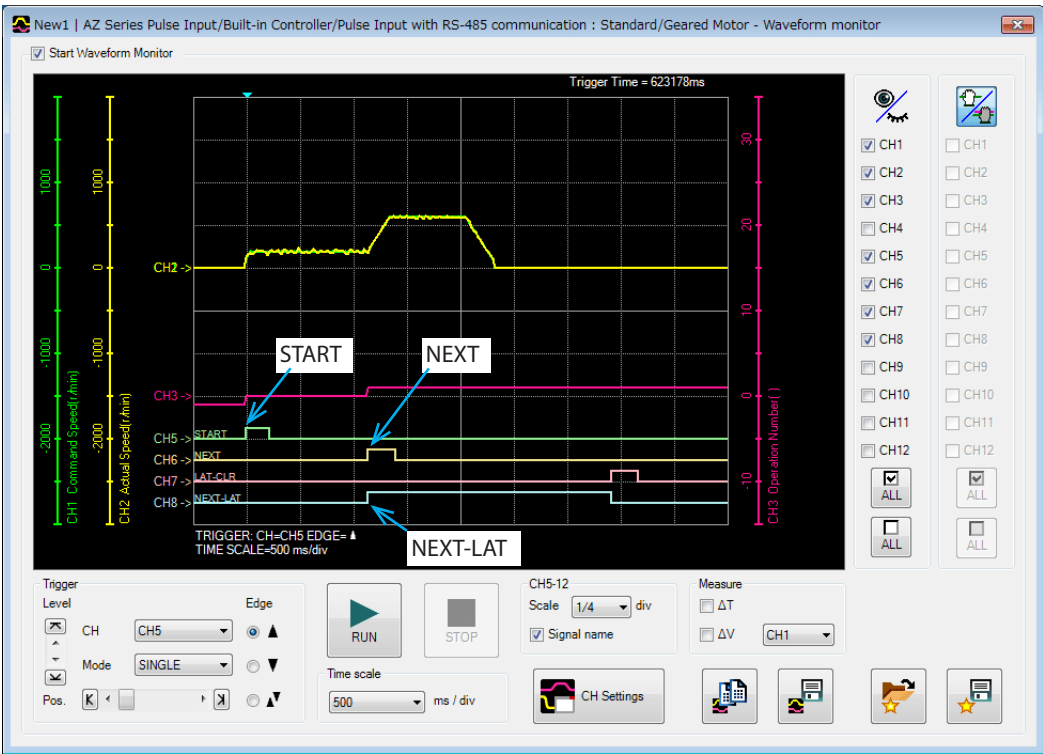 New1 | AZ Series Pulse Input/Built-in Controller/Pulse Input with RS-485 communication : Standard/Geared Motor - Waveform monitor
Start Waveform Monitor
Trigger Time = 623178ms
1000
0
-1000
-2000
CH1 Command Speed(r/min)
1000
0
-1000
-2000
CH2 Actual Speed(r/min)
CH2 ->
CH3 ->
CH5 ->
CH6 ->
CH7 ->
CH8 ->
START
NEXT
LAT-CLR
NEXT-LAT
START
NEXT
NEXT-LAT
30
20
10
0
-10
CH3 Operation Number( )
TRIGGER: CH=CH5 EDGE=
TIME SCALE=500 ms/div
CH1
CH2
CH3
CH4
CH5
CH6
CH7
CH8
CH9
CH10
CH11
CH12
ALL
ALL
CH1
CH2
CH3
CH4
CH5
CH6
CH7
CH8
CH9
CH10
CH11
CH12
ALL
ALL
Trigger
Level
Edge
CH
CH5
Mode
SINGLE
Pos.
RUN
STOP
Time scale
500
ms / div
CH5-12
Scale
1/4
div
Signal name
Measure
ΔT
ΔV
CH1
CH Settings